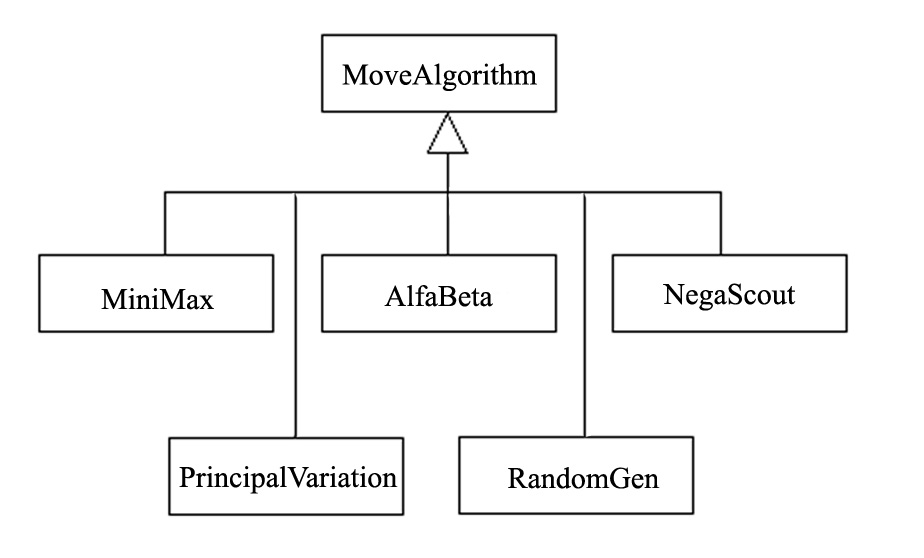 MoveAlgorithm
MiniMax
AlfaBeta
NegaScout
PrincipalVariation
RandomGen